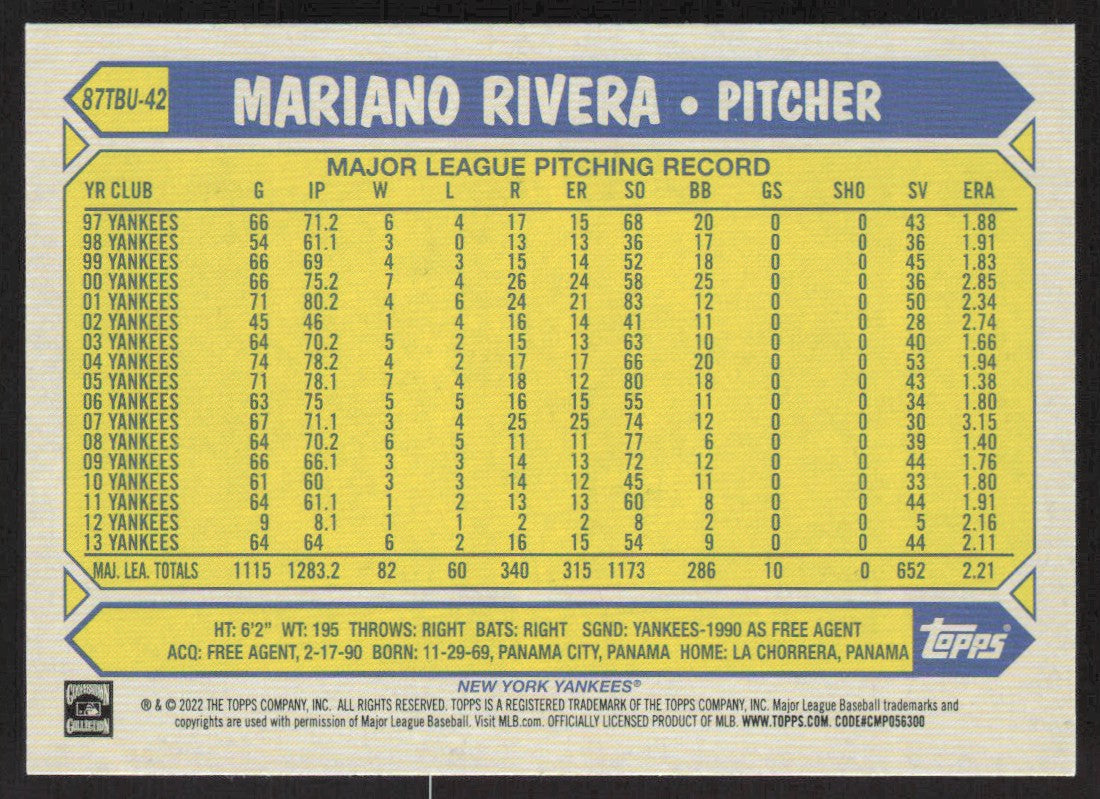 87TBU-42
MARIANO RIVERA • PITCHER
MAJOR LEAGUE PITCHING RECORD
YR CLUB G IP W L R ER SO BB GS SHO SV ERA
97 YANKEES 66 71.2 6 4 17 15 68 20 0 0 43 1.88
98 YANKEES 54 61.1 3 0 13 13 36 17 0 0 36 1.91
99 YANKEES 66 69 4 3 15 14 52 18 0 0 45 1.83
00 YANKEES 66 75.2 7 4 26 24 58 25 0 0 36 2.85
01 YANKEES 71 80.2 4 6 24 21 83 12 0 0 50 2.34
02 YANKEES 45 46 1 4 16 14 41 11 0 0 28 2.74
03 YANKEES 64 70.2 5 2 15 13 63 10 0 0 40 1.66
04 YANKEES 74 78.2 4 2 17 17 66 20 0 0 53 1.94
05 YANKEES 71 78.1 7 4 18 12 80 18 0 0 43 1.38
06 YANKEES 63 75 5 5 16 15 55 11 0 0 34 1.80
07 YANKEES 67 71.1 3 4 25 25 74 12 0 0 30 3.15
08 YANKEES 64 70.2 6 5 11 11 77 6 0 0 39 1.40
09 YANKEES 66 66.1 3 3 14 13 72 12 0 0 44 1.76
10 YANKEES 61 60 3 3 14 12 45 11 0 0 33 1.80
11 YANKEES 64 61.1 1 2 13 13 60 8 0 0 44 1.91
12 YANKEES 9 8.1 1 1 2 2 8 2 0 0 5 2.16
13 YANKEES 64 64 6 2 16 15 54 9 0 0 44 2.11
MAJ. LEA. TOTALS 1115 1283.2 82 60 340 315 1173 286 10 0 652 2.21
HT: 6'2" WT: 195 THROWS: RIGHT BATS: RIGHT SGND: YANKEES-1990 AS FREE AGENT
ACQ: FREE AGENT, 2-17-90 BORN: 11-29-69, PANAMA CITY, PANAMA HOME: LA CHORRERA, PANAMA
topps®
NEW YORK YANKEES®
COOPERSTOWN
COLLECTION
® & © 2022 THE TOPPS COMPANY, INC. ALL RIGHTS RESERVED. TOPPS IS A REGISTERED TRADEMARK OF THE TOPPS COMPANY, INC. Major League Baseball trademarks and
copyrights are used with permission of Major League Baseball. Visit MLB.com. OFFICIALLY LICENSED PRODUCT OF MLB. WWW.TOPPS.COM. CODE#CMP056300